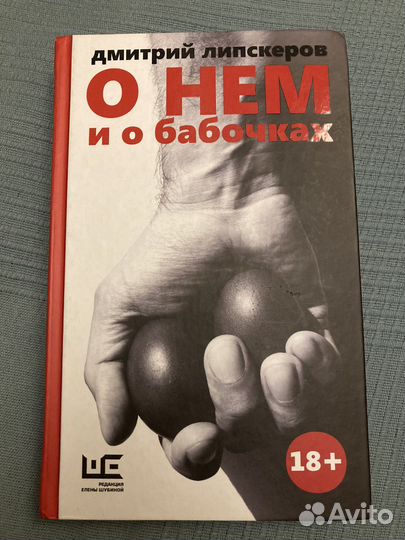 дмитрий липскеров
О НЕМ
и о бабочках
РЕДАКЦИЯ
ЕЛЕНЫ ШУБИНОЙ
18+
Avito